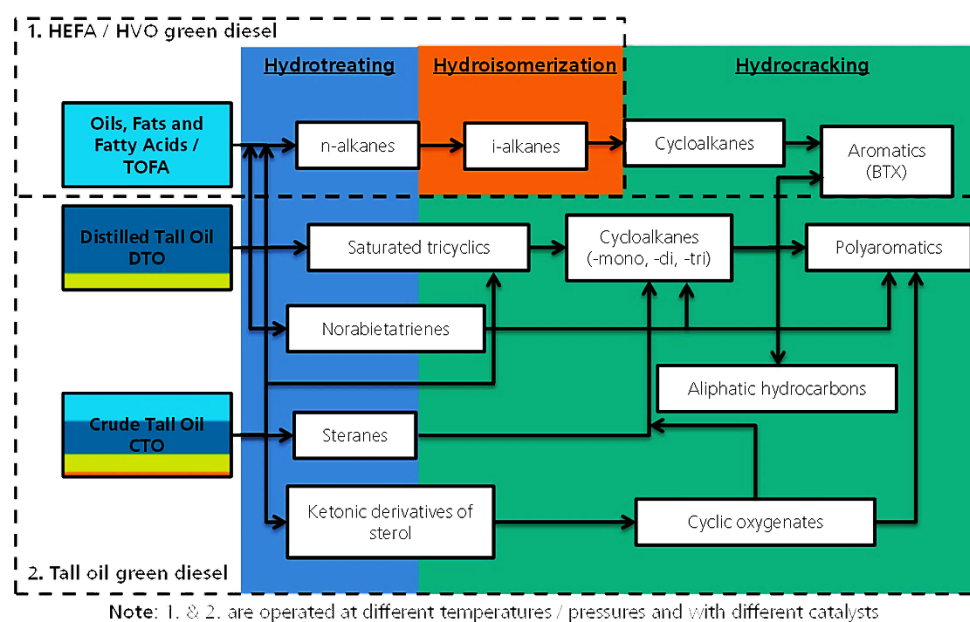 1. HEFA / HVO green diesel
Hydrotreating
Hydroisomerization
Hydrocracking
Oils, Fats and
Fatty Acids /
TOFA
n-alkanes
i-alkanes
Cycloalkanes
Aromatics
(BTX)
Distilled Tall Oil
DTO
Saturated tricyclics
Cycloalkanes
(-mono, -di, -tri)
Polyaromatics
Norabietatrienes
Aliphatic hydrocarbons
Crude Tall Oil
CTO
Steranes
Ketonic derivatives of
sterol
Cyclic oxygenates
2. Tall oil green diesel
Note: 1. & 2. are operated at different temperatures / pressures and with different catalysts